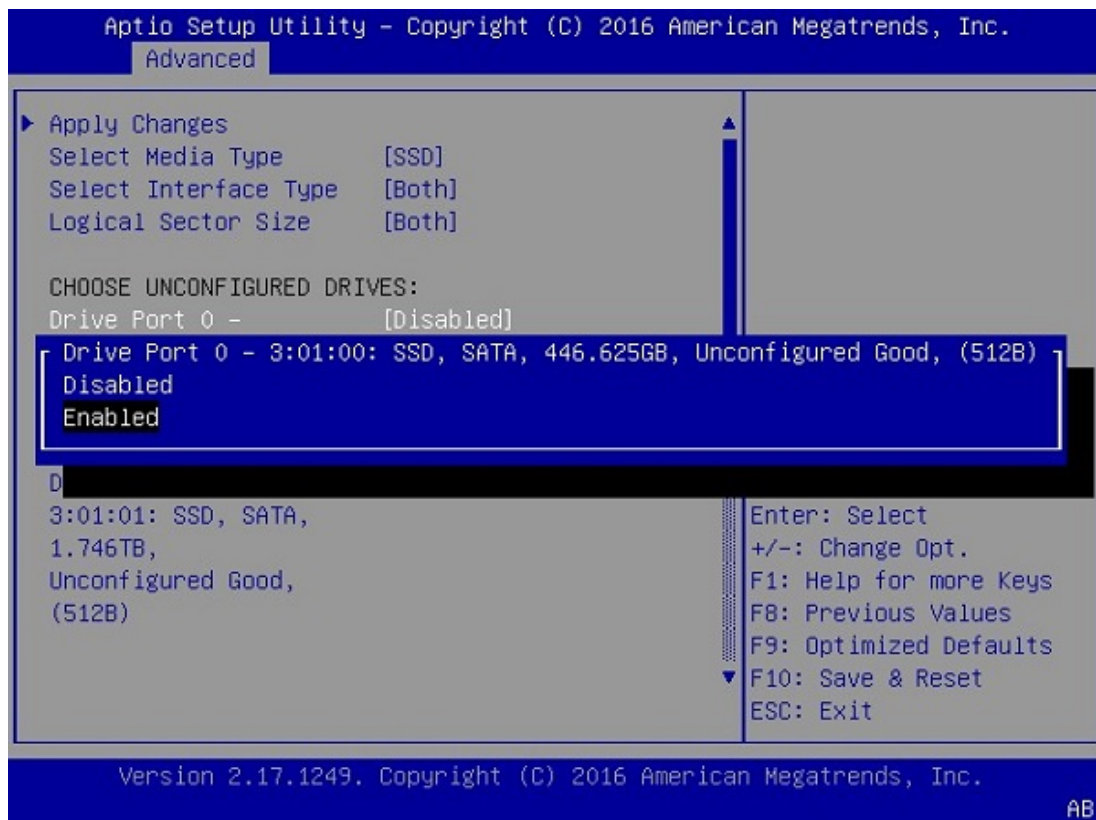 Aptio Setup Utility – Copyright (C) 2016 American Megatrends, Inc.
Advanced
Apply Changes
Select Media Type [SSD]
Select Interface Type [Both]
Logical Sector Size [Both]
CHOOSE UNCONFIGURED DRIVES:
Drive Port 0 – [Disabled]
Drive Port 0 – 3:01:00: SSD, SATA, 446.625GB, Unconfigured Good, (512B)
Disabled
Enabled
D
3:01:01: SSD, SATA,
1.746TB,
Unconfigured Good,
(512B)
Enter: Select
+/-: Change Opt.
F1: Help for more Keys
F8: Previous Values
F9: Optimized Defaults
F10: Save & Reset
ESC: Exit
Version 2.17.1249. Copyright (C) 2016 American Megatrends, Inc.
AB